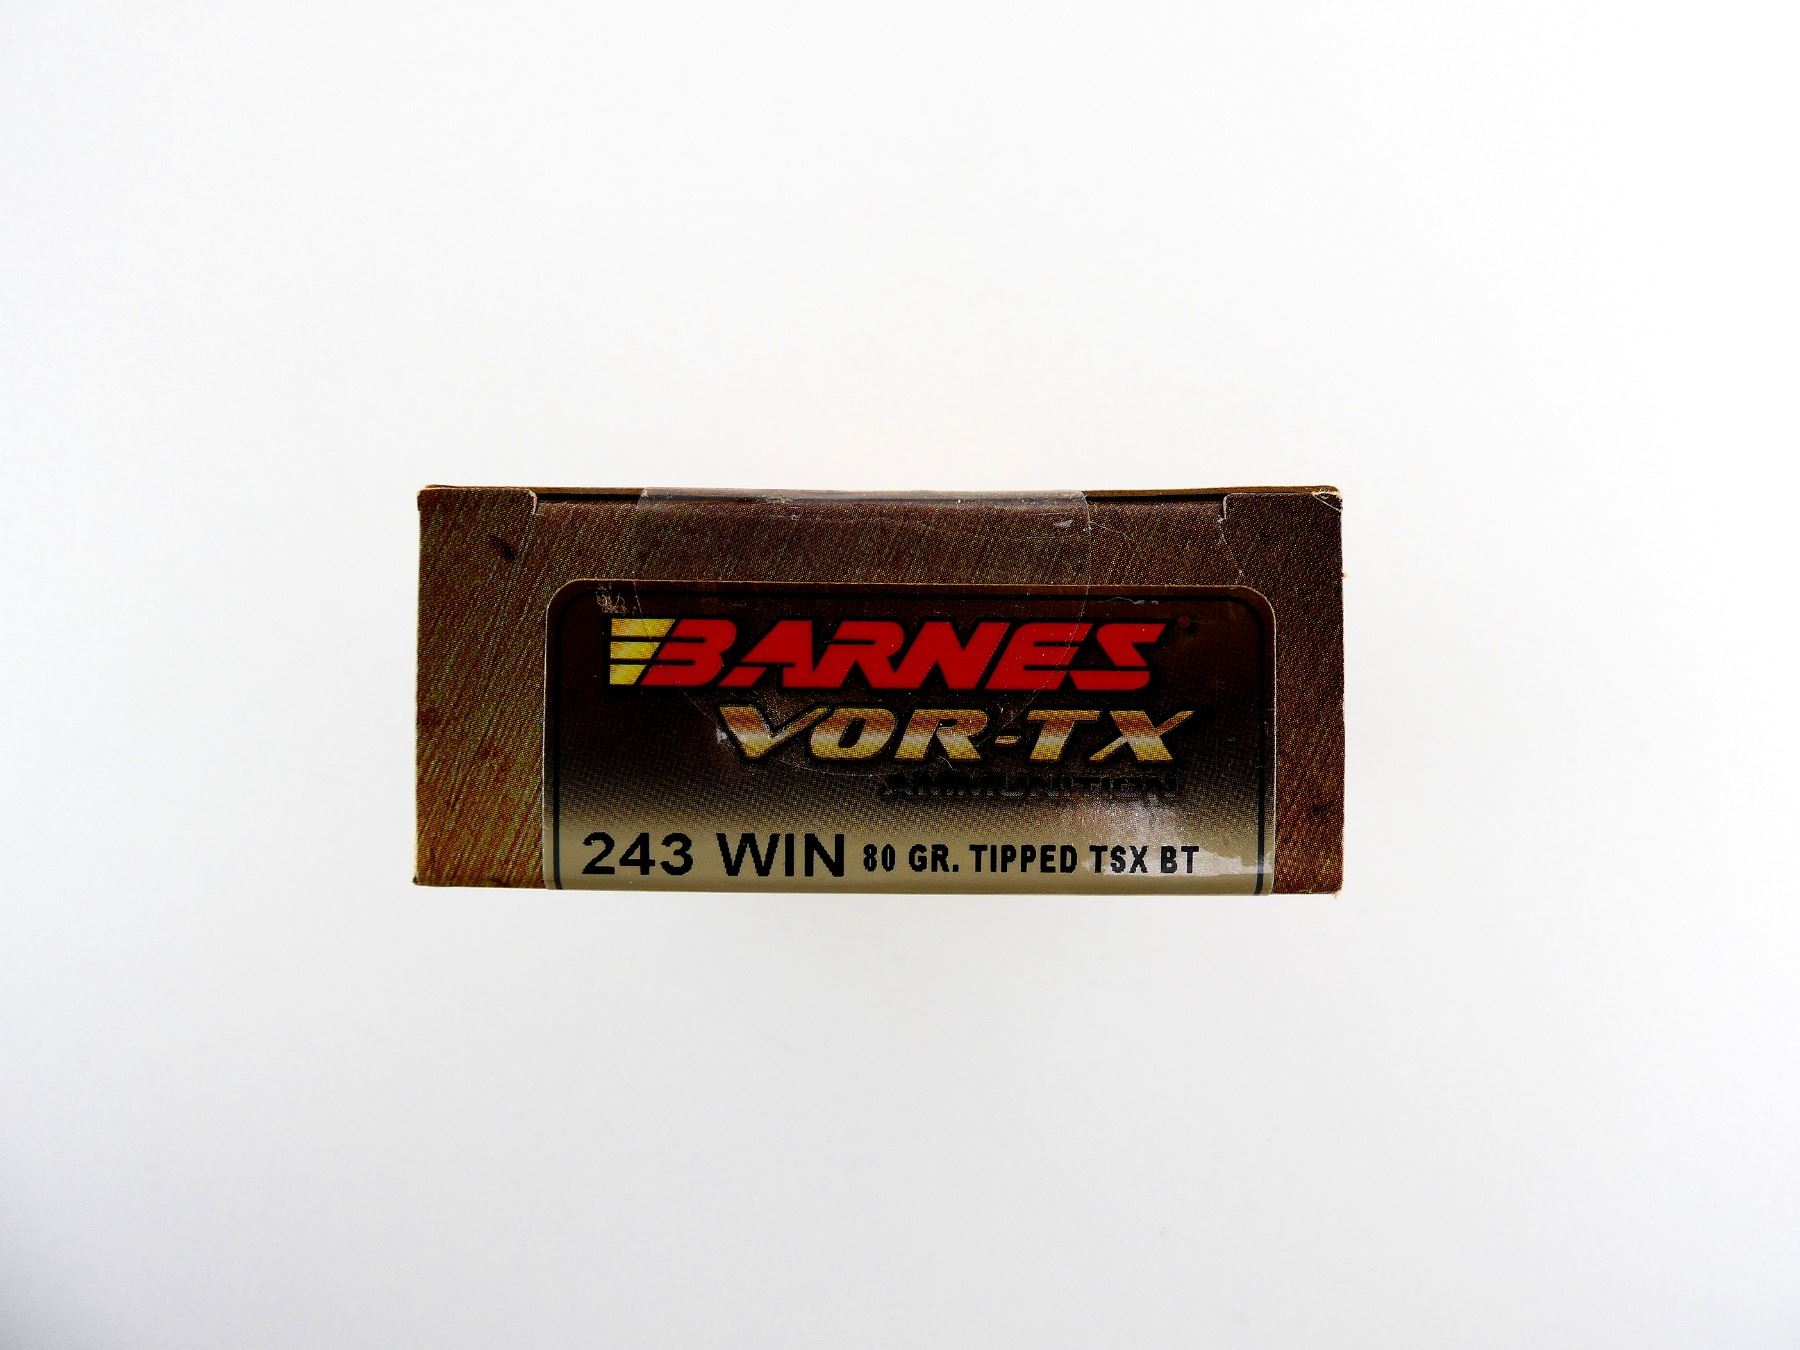 BARNES®
VOR-TX
AMMUNITION
243 WIN 80 GR. TIPPED TSX BT